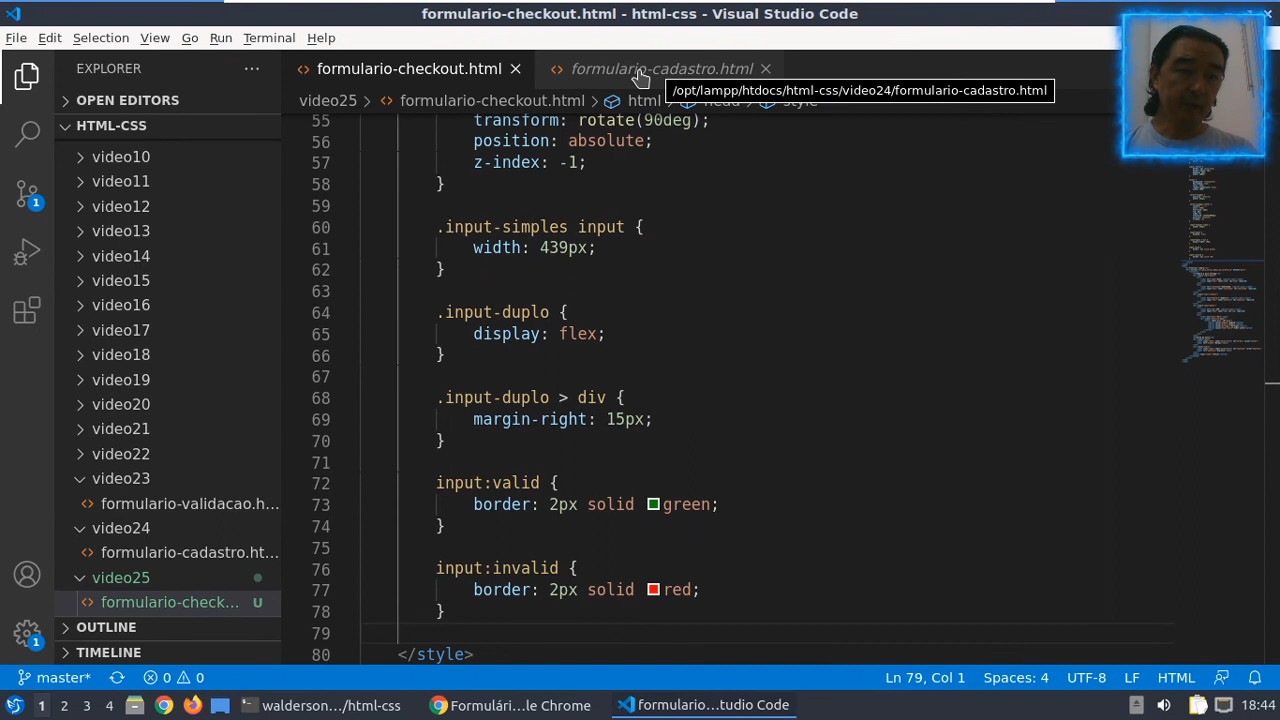 formulario-checkout.html - html-css - Visual Studio Code
File Edit Selection View Go Run Terminal Help
EXPLORER ···
formulario-checkout.html
formulario-cadastro.html
/opt/lampp/htdocs/html-css/video24/formulario-cadastro.html
OPEN EDITORS
video25 > formulario-checkout.html > html
style
HTML-CSS
video10
video11
video12
video13
video14
video15
video16
video17
video18
video19
video20
video21
video22
video23
formulario-validacao.h...
video24
formulario-cadastro.ht...
video25
formulario-check... U
OUTLINE
TIMELINE
55 transform: rotate(90deg);
56 position: absolute;
57 z-index: -1;
58 }
59
60 .input-simples input {
61 width: 439px;
62 }
63
64 .input-duplo {
65 display: flex;
66 }
67
68 .input-duplo > div {
69 margin-right: 15px;
70 }
71
72 input:valid {
73 border: 2px solid green;
74 }
75
76 input:invalid {
77 border: 2px solid red;
78 }
79
80 </style>
1
1
master* 0 0 Ln 79, Col 1 Spaces: 4 UTF-8 LF HTML
1 2 3 4 walderson.../html-css Formulári...le Chrome formulario...tudio Code 18:44